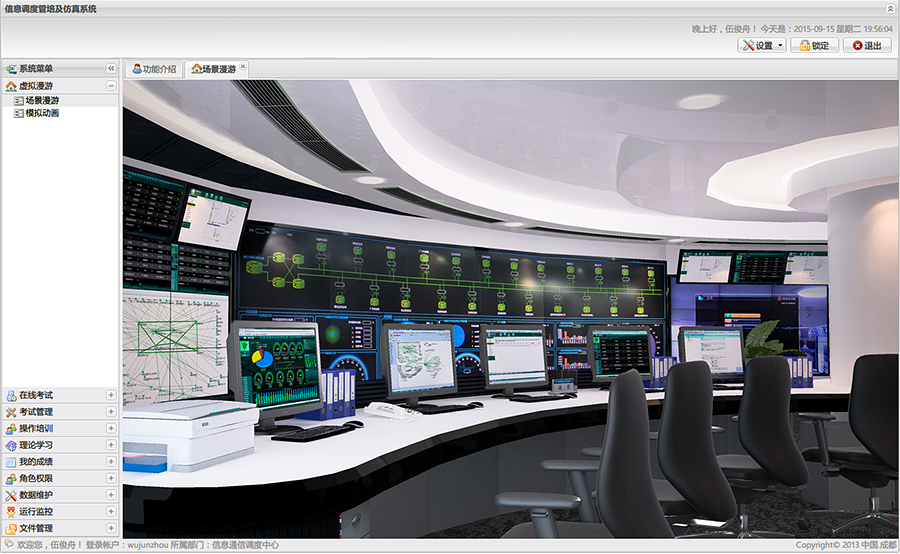 信息调度管培及仿真系统
晚上好，伍俊舟！ 今天是：2015-09-15 星期二 19:56:04
设置 锁定 退出
系统菜单
功能介绍 场景漫游
虚拟漫游
场景漫游
模拟动画
在线考试
考试管理
操作培训
理论学习
我的成绩
角色权限
数据维护
运行监控
文件管理
欢迎您，伍俊舟！ 登录帐户：wujunzhou 所属部门：信息通信调度中心
Copyright© 2013 中国.成都